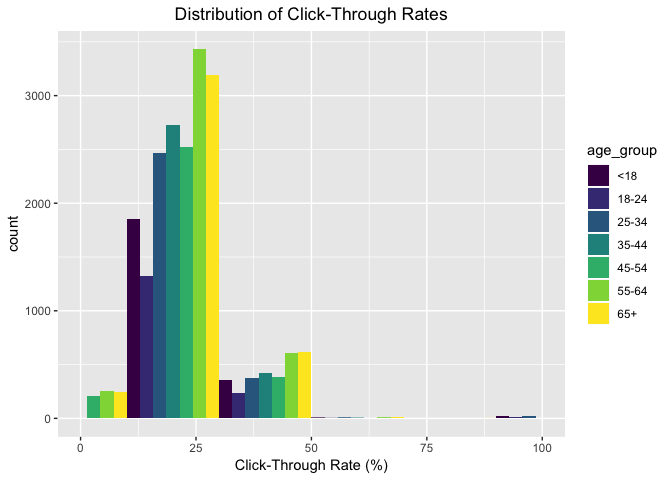 Distribution of Click-Through Rates
count
3000
2000
1000
0
0 25 50 75 100
Click-Through Rate (%)
age_group
<18
18-24
25-34
35-44
45-54
55-64
65+